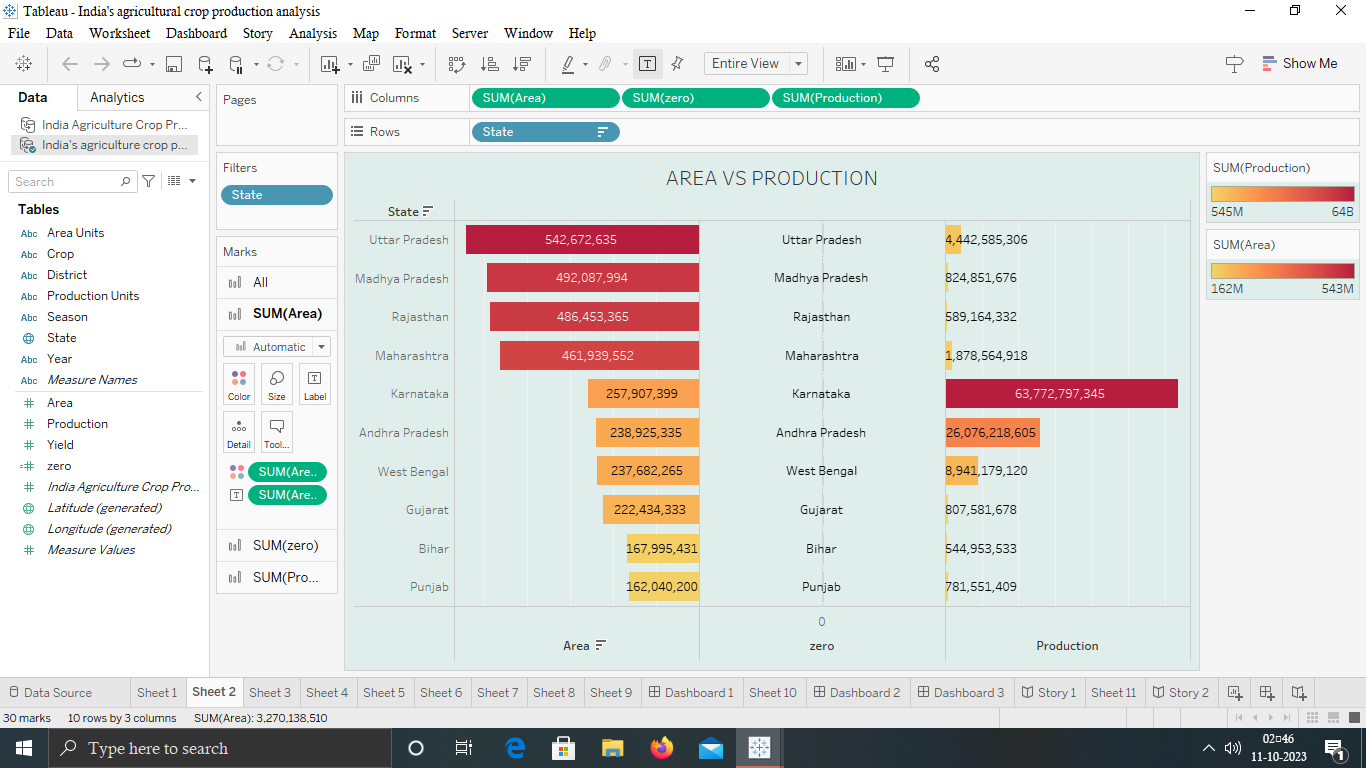 Tableau - India's agricultural crop production analysis
File Data Worksheet Dashboard Story Analysis Map Format Server Window Help
Entire View
Show Me
Data Analytics
India Agriculture Crop Pr...
India's agriculture crop p...
Search
Tables
Abc Area Units
Abc Crop
Abc District
Abc Production Units
Abc Season
State
Abc Year
Abc Measure Names
# Area
# Production
# Yield
=# zero
# India Agriculture Crop Pro...
Latitude (generated)
Longitude (generated)
# Measure Values
Pages
Filters
State
Marks
All
SUM(Area)
Automatic
Color Size Label
Detail Tool...
SUM(Are..
SUM(Are..
SUM(zero)
SUM(Pro...
Columns SUM(Area) SUM(zero) SUM(Production)
Rows State
AREA VS PRODUCTION
State
Uttar Pradesh 542,672,635 Uttar Pradesh 4,442,585,306
Madhya Pradesh 492,087,994 Madhya Pradesh 824,851,676
Rajasthan 486,453,365 Rajasthan 589,164,332
Maharashtra 461,939,552 Maharashtra 1,878,564,918
Karnataka 257,907,399 Karnataka 63,772,797,345
Andhra Pradesh 238,925,335 Andhra Pradesh 26,076,218,605
West Bengal 237,682,265 West Bengal 8,941,179,120
Gujarat 222,434,333 Gujarat 807,581,678
Bihar 167,995,431 Bihar 544,953,533
Punjab 162,040,200 Punjab 781,551,409
0
Area zero Production
SUM(Production)
545M 64B
SUM(Area)
162M 543M
Data Source Sheet 1 Sheet 2 Sheet 3 Sheet 4 Sheet 5 Sheet 6 Sheet 7 Sheet 8 Sheet 9 Dashboard 1 Sheet 10 Dashboard 2 Dashboard 3 Story 1 Sheet 11 Story 2
30 marks 10 rows by 3 columns SUM(Area): 3,270,138,510
Type here to search
02:46
11-10-2023
1